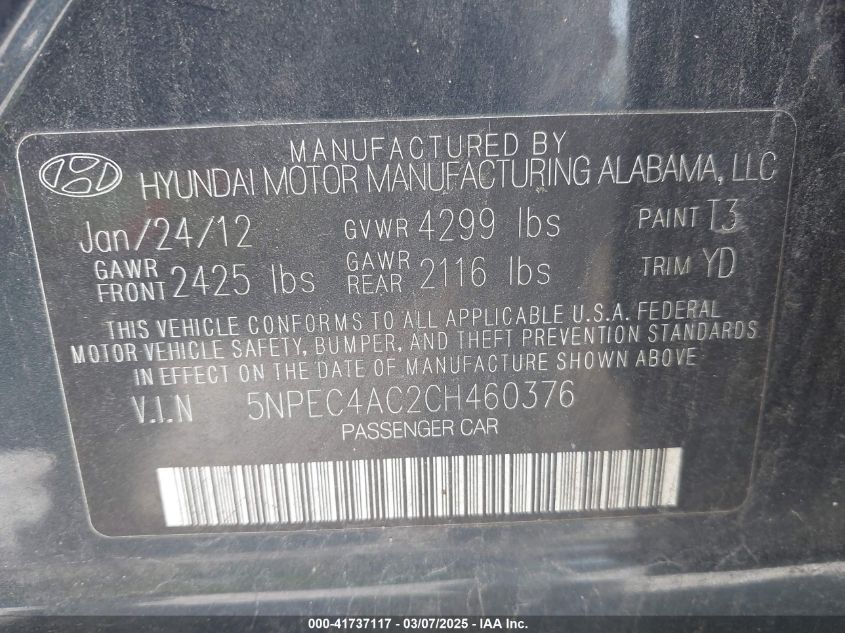 MANUFACTURED BY
HYUNDAI MOTOR MANUFACTURING ALABAMA, LLC
Jan/24/12 GVWR 4299 lbs PAINT T3
GAWR FRONT 2425 lbs GAWR REAR 2116 lbs TRIM YD
THIS VEHICLE CONFORMS TO ALL APPLICABLE U.S.A. FEDERAL
MOTOR VEHICLE SAFETY, BUMPER, AND THEFT PREVENTION STANDARDS
IN EFFECT ON THE DATE OF MANUFACTURE SHOWN ABOVE
V.I.N 5NPEC4AC2CH460376
PASSENGER CAR
000-41737117 - 03/07/2025 - IAAI.COM